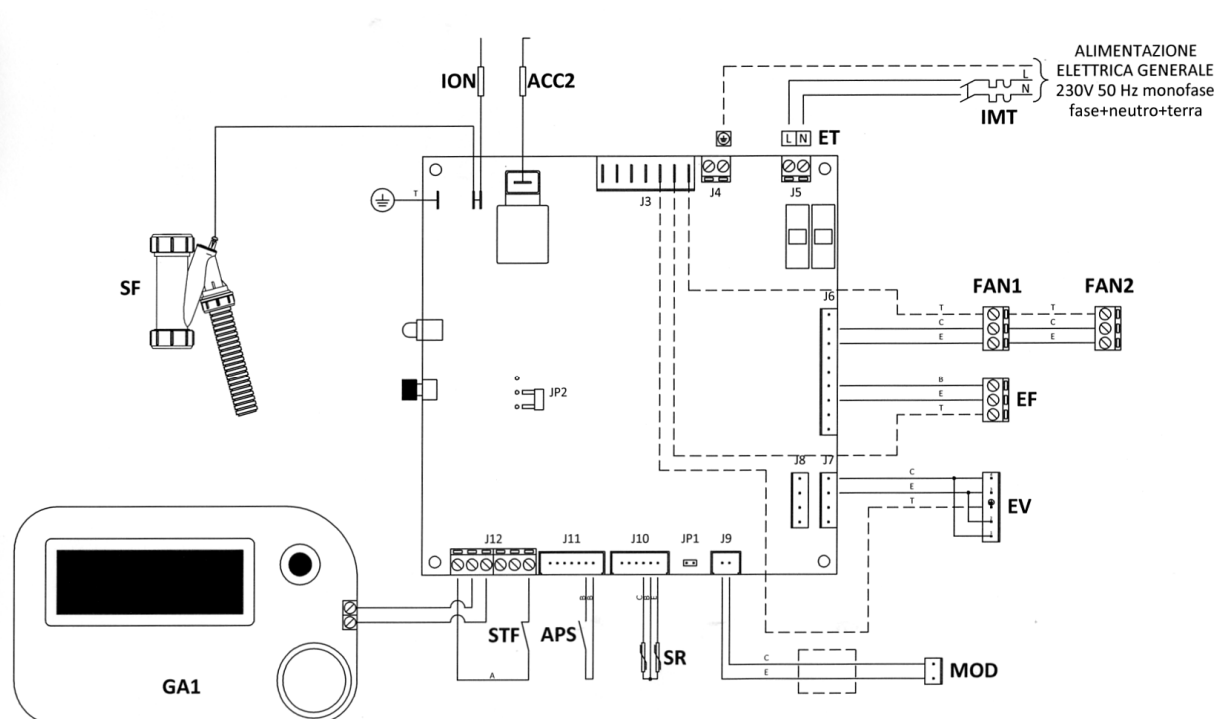 ALIMENTAZIONE
ELETTRICA GENERALE
230V 50 Hz monofase
fase+neutro+terra
L
N
IMT
ION
ACC2
L N
ET
T
J3
J4
J5
SF
J6
FAN1
FAN2
T
T
C
C
E
E
JP2
B
E
T
EF
J8
J7
C
E
T
EV
J12
J11
J10
JP1
J9
B
B
C
B
E
STF
APS
SR
A
C
E
MOD
GA1